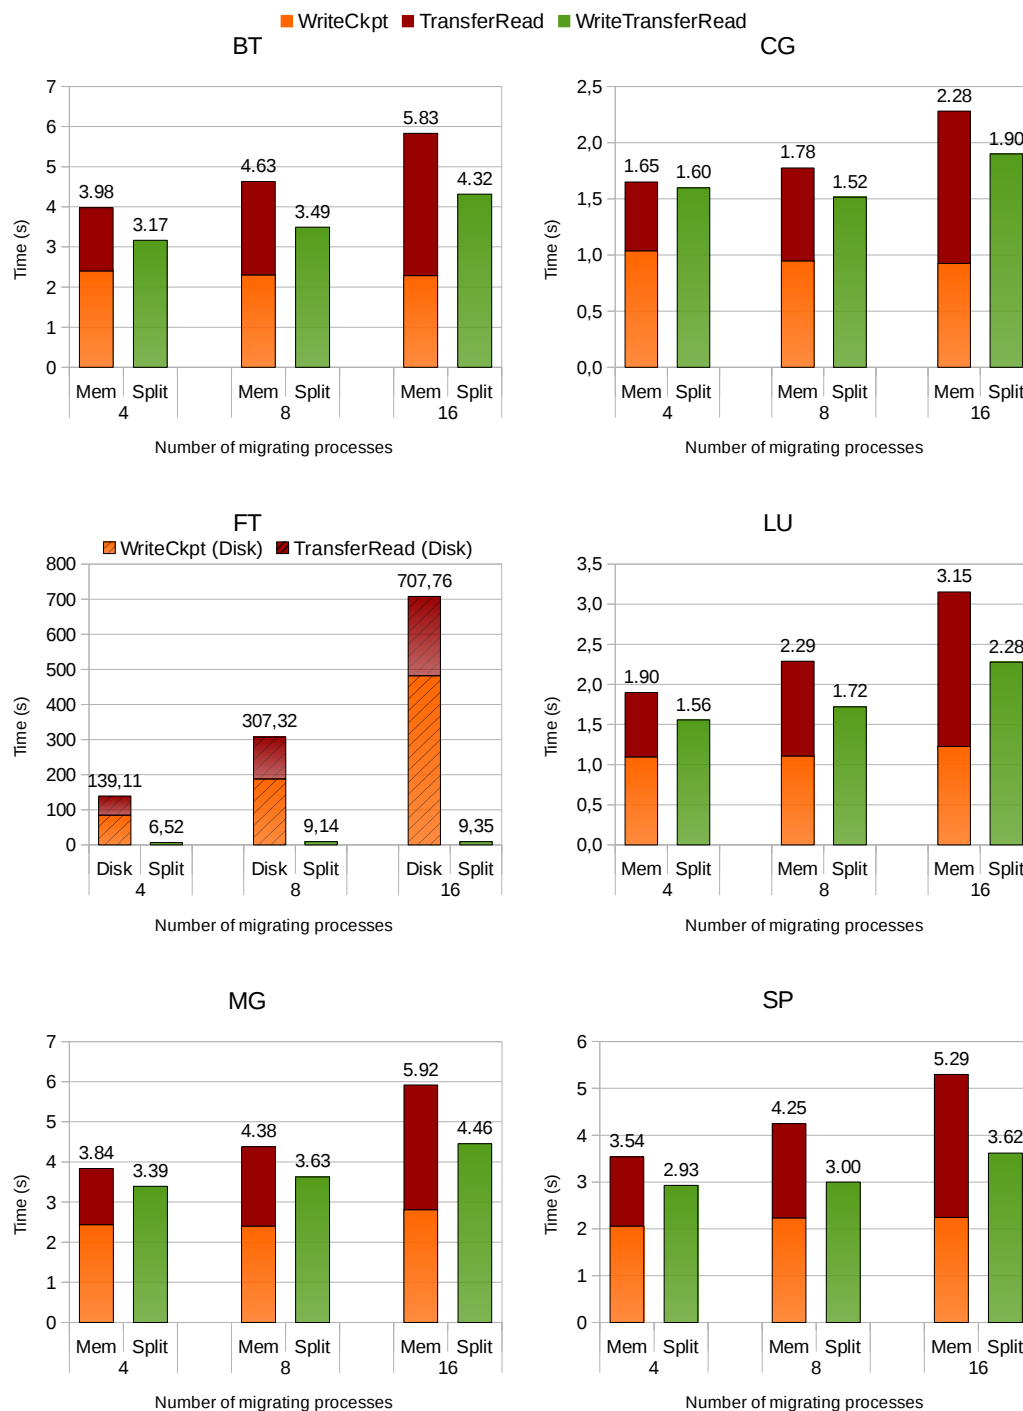 WriteCkpt TransferRead WriteTransferRead
BT
7
6
5
4
3
2
1
0
Time (s)
3.98
3.17
4.63
3.49
5.83
4.32
Mem Split Mem Split Mem Split
4 8 16
Number of migrating processes
CG
2,5
2,0
1,5
1,0
0,5
0,0
Time (s)
1.65
1.60
1.78
1.52
2.28
1.90
Mem Split Mem Split Mem Split
4 8 16
Number of migrating processes
FT
WriteCkpt (Disk) TransferRead (Disk)
800
700
600
500
400
300
200
100
0
Time (s)
139,11
6,52
307,32
9,14
707,76
9,35
Disk Split Disk Split Disk Split
4 8 16
Number of migrating processes
LU
3,5
3,0
2,5
2,0
1,5
1,0
0,5
0,0
Time (s)
1.90
1.56
2.29
1.72
3.15
2.28
Mem Split Mem Split Mem Split
4 8 16
Number of migrating processes
MG
7
6
5
4
3
2
1
0
Time (s)
3.84
3.39
4.38
3.63
5.92
4.46
Mem Split Mem Split Mem Split
4 8 16
Number of migrating processes
SP
6
5
4
3
2
1
0
Time (s)
3.54
2.93
4.25
3.00
5.29
3.62
Mem Split Mem Split Mem Split
4 8 16
Number of migrating processes